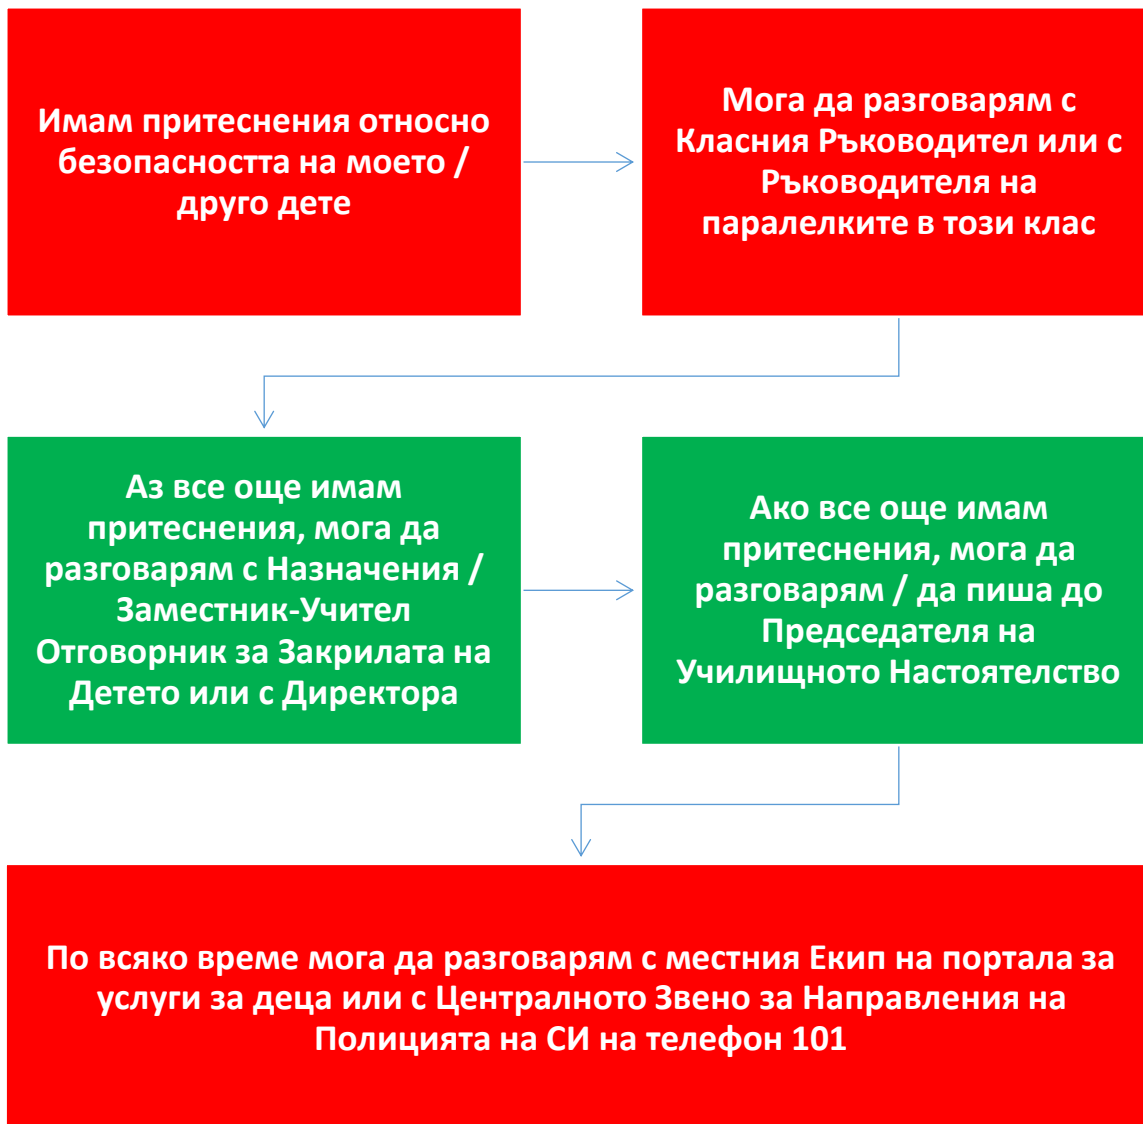 Имам притеснения относно
безопасността на моето /
друго дете
Мога да разговарям с
Класния Ръководител или с
Ръководителя на
паралелките в този клас
Аз все още имам
притеснения, мога да
разговарям с Назначения /
Заместник-Учител
Отговорник за Закрилата на
Детето или с Директора
Ако все още имам
притеснения, мога да
разговарям / да пиша до
Председателя на
Училищното Настоятелство
По всяко време мога да разговарям с местния Екип на портала за
услуги за деца или с Централното Звено за Направления на
Полицията на СИ на телефон 101